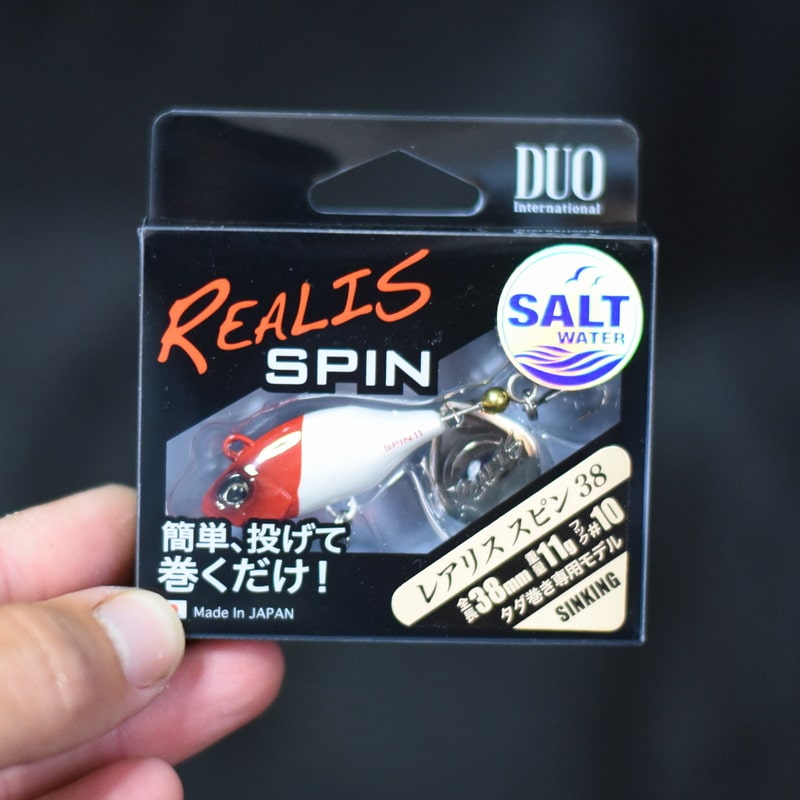 DUO
International
REALIS
SPIN
SALT
WATER
SPIN 11
REALIS
簡単、投げて
巻くだけ!
Made In JAPAN
レアリス スピン 38
全長38mm 重量11g フック#10
タダ巻き専用モデル
SINKING